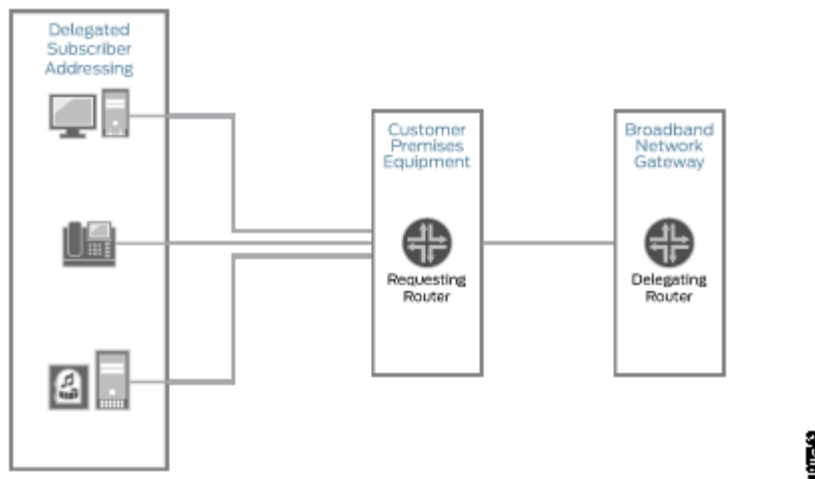 Delegated
Subscriber
Addressing
Customer
Premises
Equipment
Requesting
Router
Broadband
Network
Gateway
Delegating
Router